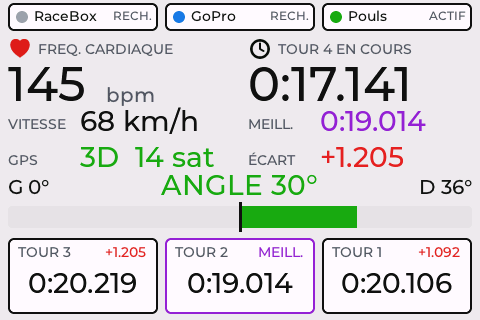 RaceBox RECH. GoPro RECH. Pouls ACTIF
FREQ. CARDIAQUE
145 bpm
VITESSE 68 km/h
GPS 3D 14 sat
TOUR 4 EN COURS
0:17.141
MEILL. 0:19.014
ÉCART +1.205
G 0° ANGLE 30° D 36°
TOUR 3 +1.205
0:20.219
TOUR 2 MEILL.
0:19.014
TOUR 1 +1.092
0:20.106